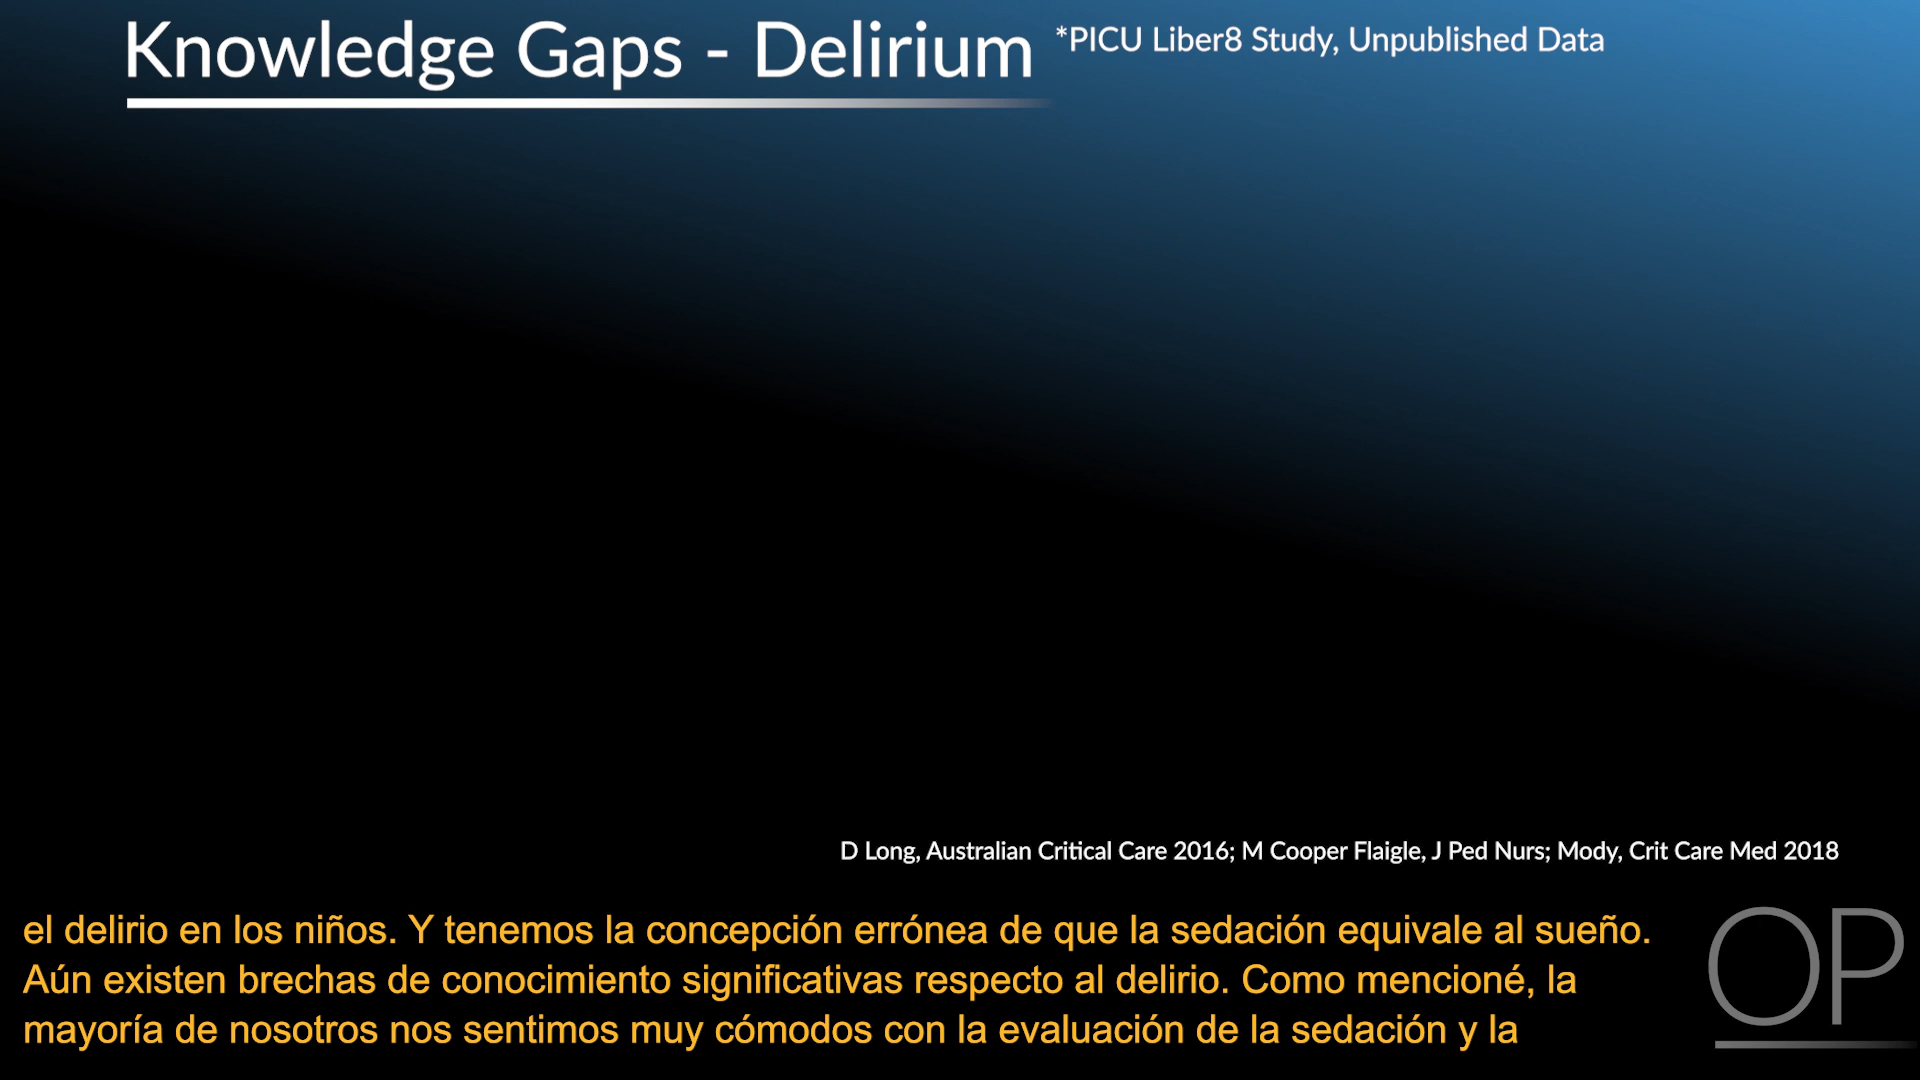 Knowledge Gaps - Delirium *PICU Liber8 Study, Unpublished Data
D Long, Australian Critical Care 2016; M Cooper Flaigle, J Ped Nurs; Mody, Crit Care Med 2018
el delirio en los niños. Y tenemos la concepción errónea de que la sedación equivale al sueño.
Aún existen brechas de conocimiento significativas respecto al delirio. Como mencioné, la
mayoría de nosotros nos sentimos muy cómodos con la evaluación de la sedación y la
OP